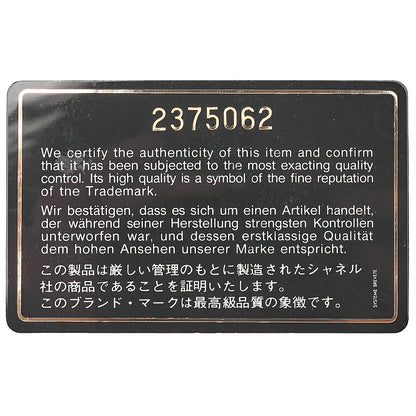 2375062
We certify the authenticity of this item and confirm
that it has been subjected to the most exacting quality
control. Its high quality is a symbol of the fine reputation
of the Trademark.
Wir bestätigen, dass es sich um einen Artikel handelt,
der während seiner Herstellung strengsten Kontrollen
unterworfen war, und dessen erstklassige Qualität
dem hohen Ansehen unserer Marke entspricht.
この製品は厳しい管理のもとに製造されたシャネル
社の商品であることを証明いたします。
このブランド・マークは最高級品質の象徴です。
SYSTEME BREVETE